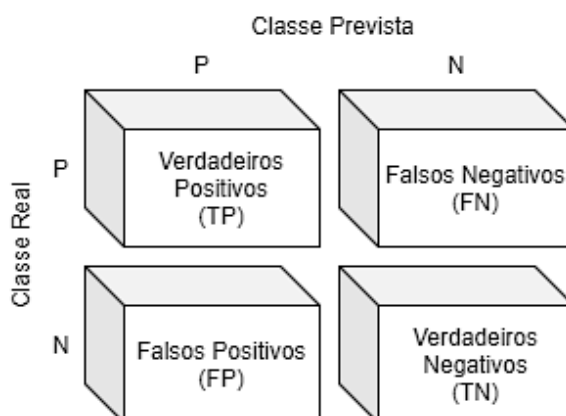 Classe Prevista
P
N
Classe Real
P
Verdadeiros
Positivos
(TP)
Falsos Negativos
(FN)
N
Falsos Positivos
(FP)
Verdadeiros
Negativos
(TN)